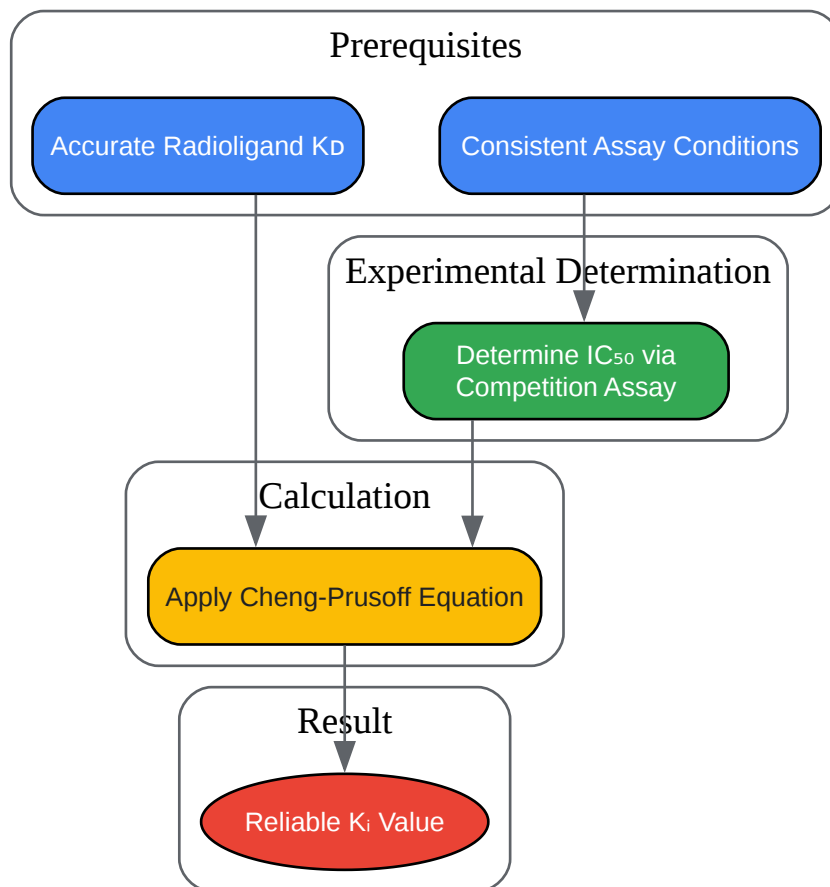 Prerequisites
Accurate Radioligand Kᴅ
Consistent Assay Conditions
Experimental Determination
Determine IC₅₀ via
Competition Assay
Calculation
Apply Cheng-Prusoff Equation
Result
Reliable Kᵢ Value